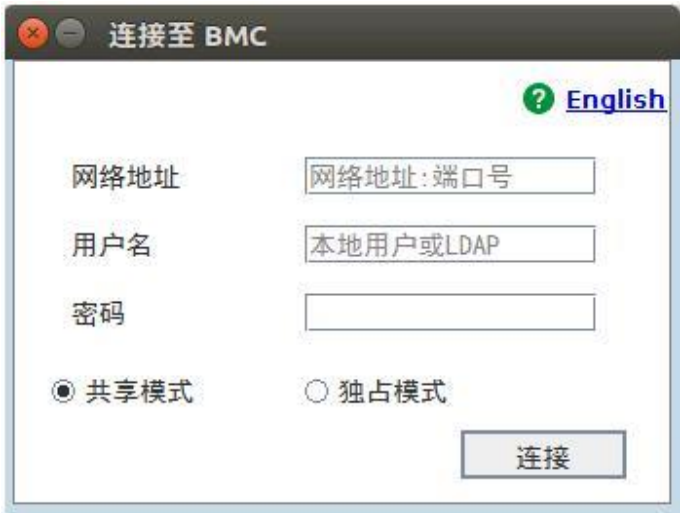 连接至 BMC
? English
网络地址 网络地址:端口号
用户名 本地用户或LDAP
密码
共享模式 独占模式
连接